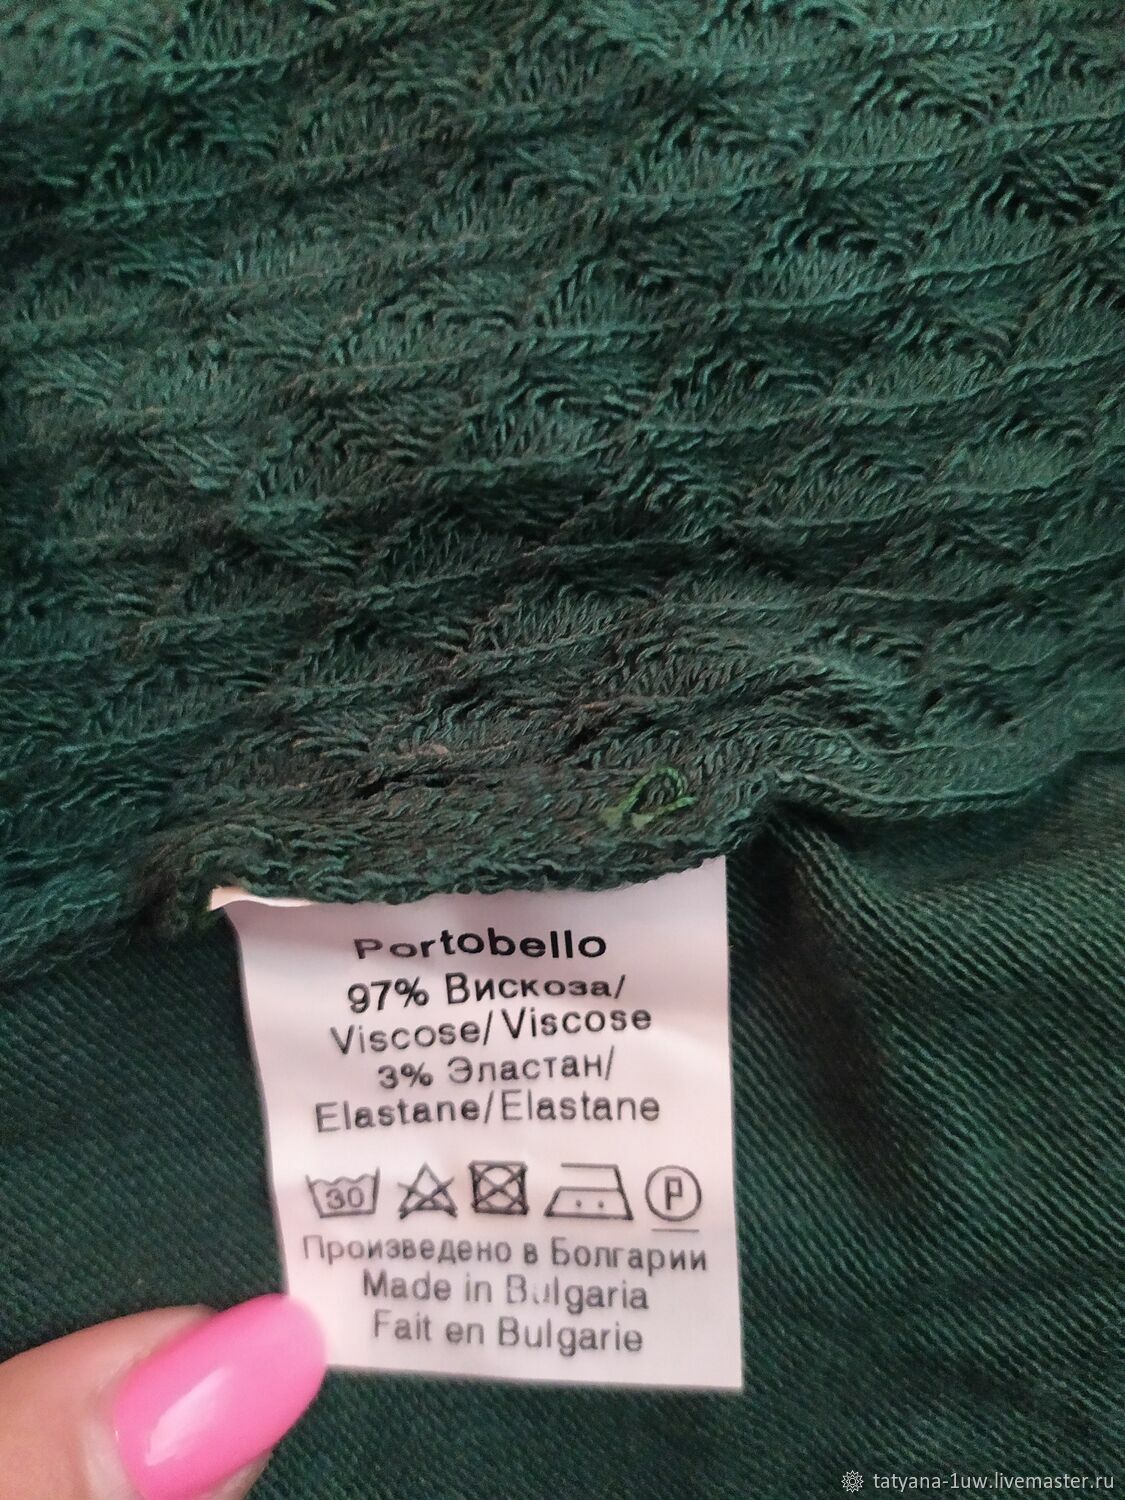 Portobello
97% Вискоза/
Viscose/Viscose
3% Эластан/
Elastane/Elastane
30 P
Произведено в Болгарии
Made in Bulgaria
Fait en Bulgarie
tatyana-1uw.livemaster.ru